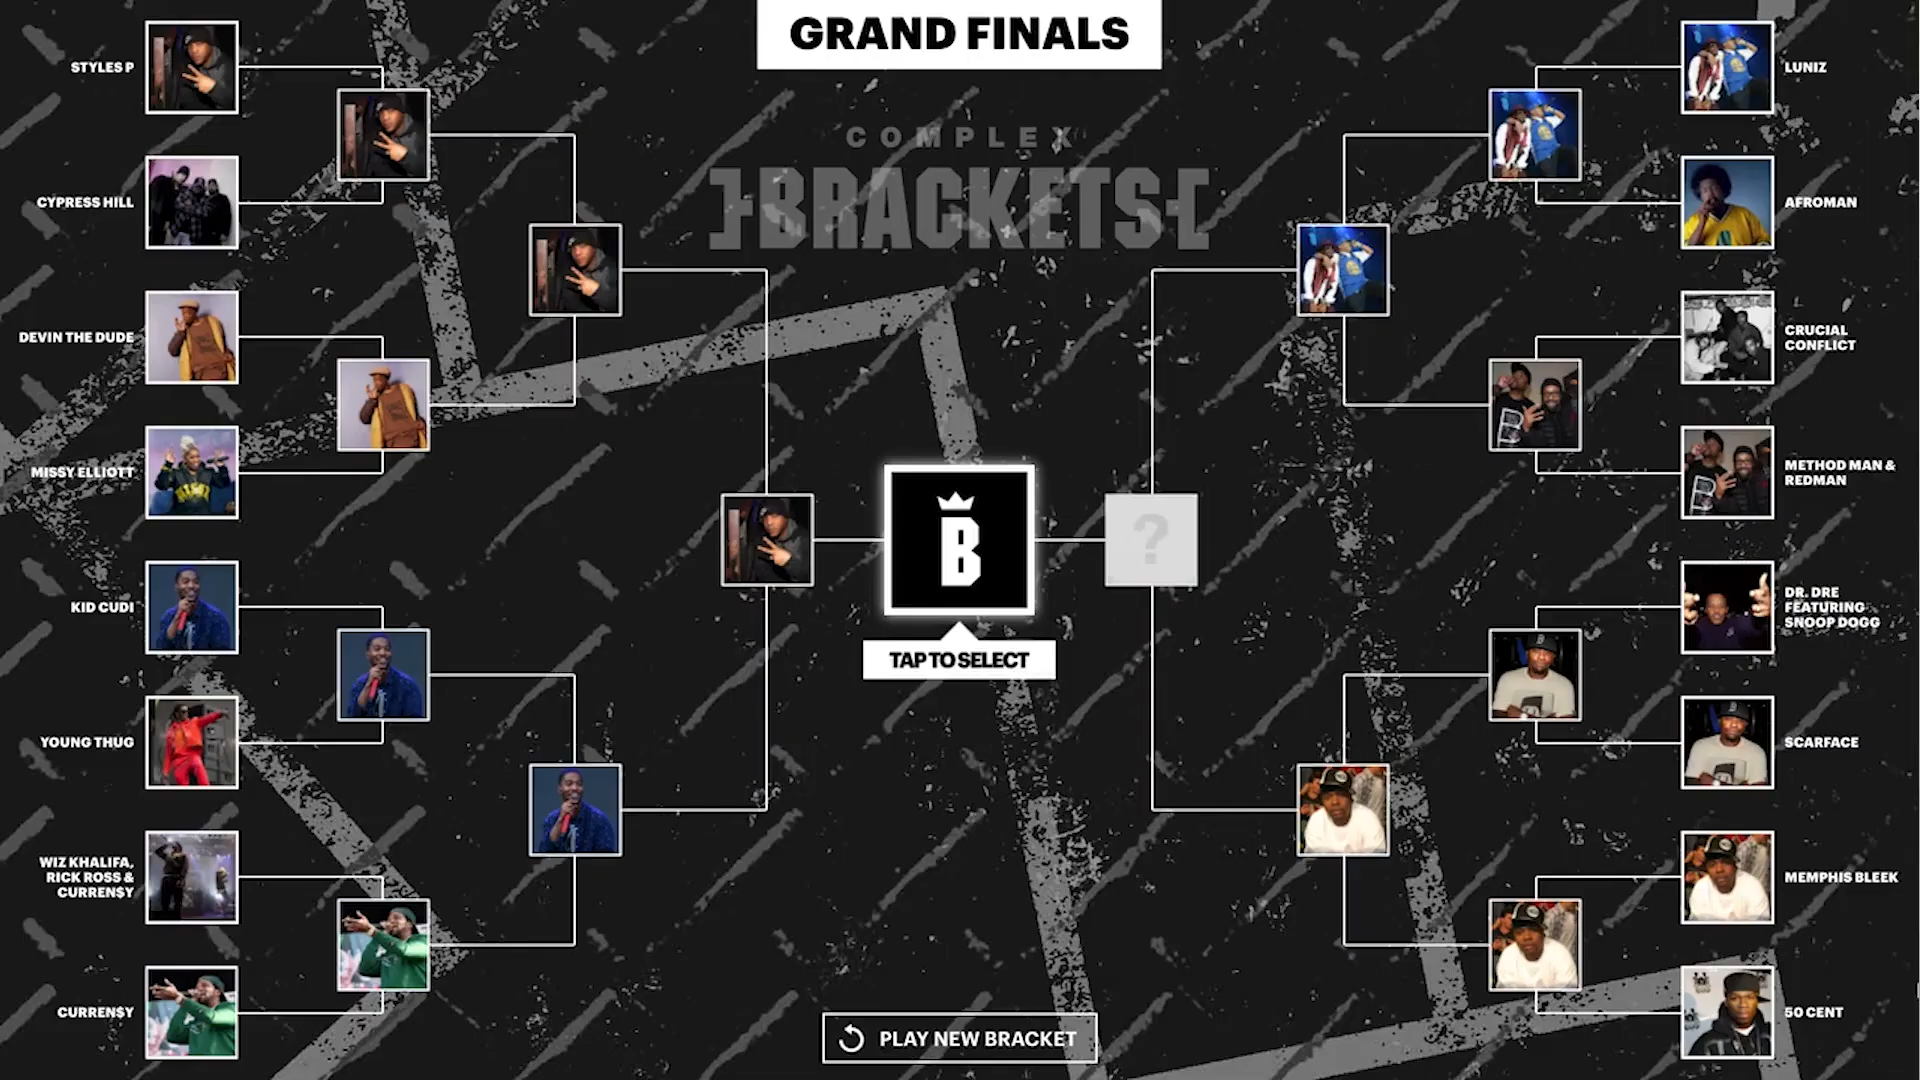 GRAND FINALS
COMPLEX
BRACKETS
STYLES P
CYPRESS HILL
DEVIN THE DUDE
MISSY ELLIOTT
KID CUDI
YOUNG THUG
WIZ KHALIFA,
RICK ROSS &
CURREN$Y
CURREN$Y
B
?
TAP TO SELECT
LUNIZ
AFROMAN
CRUCIAL
CONFLICT
METHOD MAN &
REDMAN
DR. DRE
FEATURING
SNOOP DOGG
SCARFACE
MEMPHIS BLEEK
50 CENT
PLAY NEW BRACKET